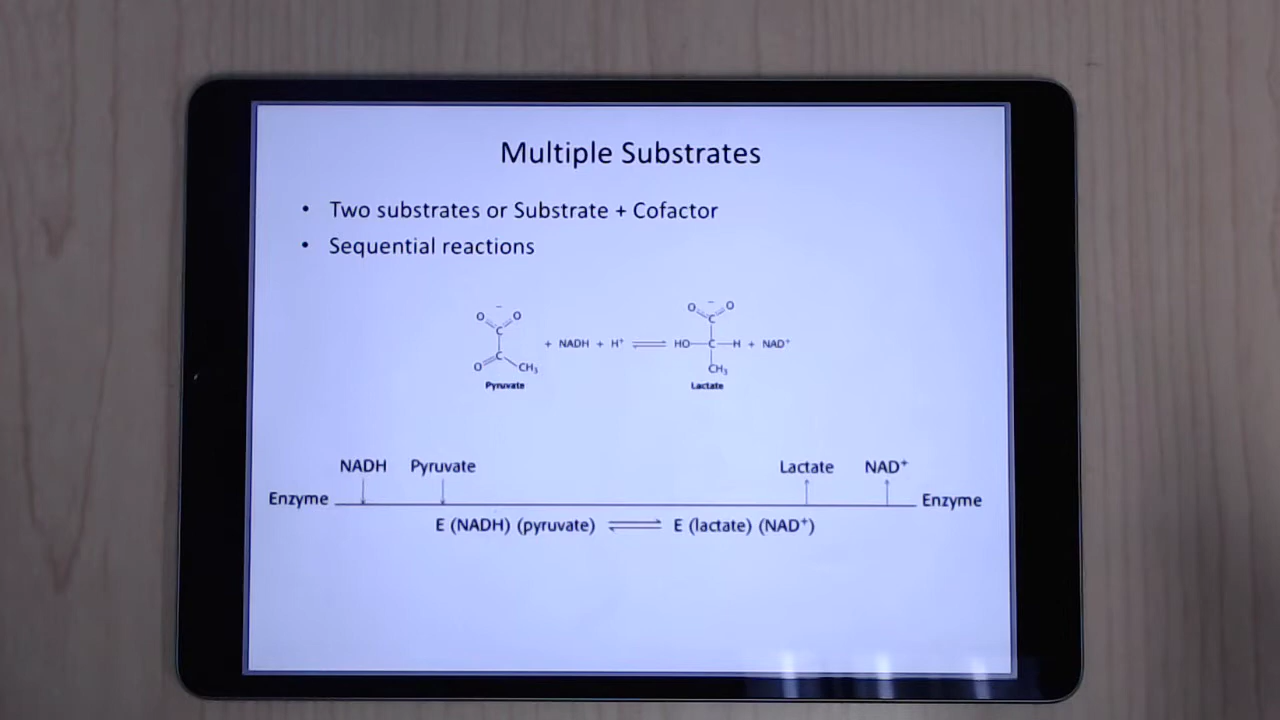 Multiple Substrates
• Two substrates or Substrate + Cofactor
• Sequential reactions
O − O
C
C
O CH₃
Pyruvate
+ NADH + H⁺ ⇌
O − O
C
HO—C—H + NAD⁺
CH₃
Lactate
NADH Pyruvate Lactate NAD⁺
Enzyme Enzyme
E (NADH) (pyruvate) ⇌ E (lactate) (NAD⁺)